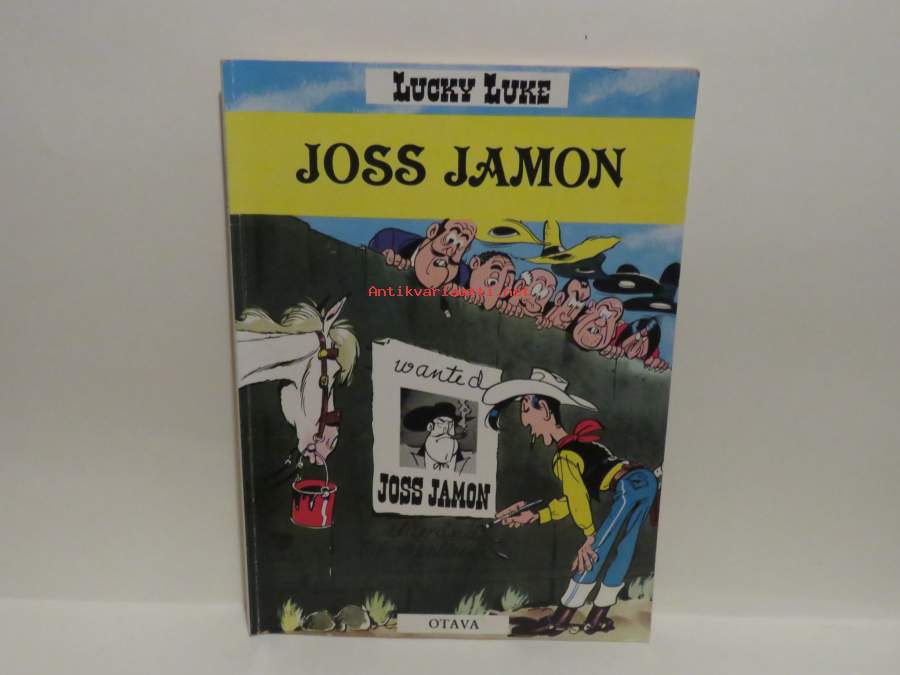 LUCKY LUKE
JOSS JAMON
Antikvariaatti.net
wanted
JOSS JAMON
OTAVA